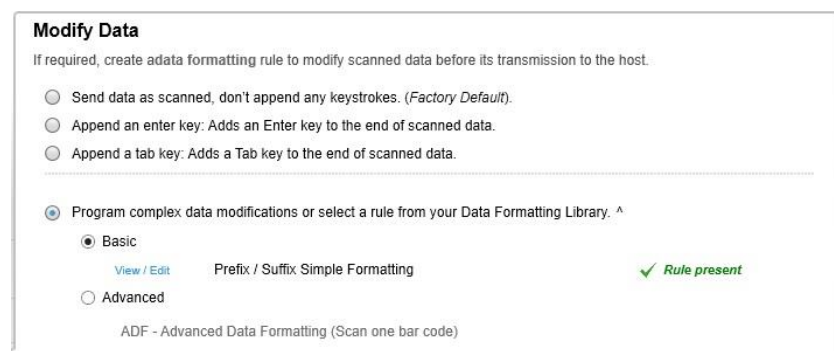 Modify Data
If required, create adata formatting rule to modify scanned data before its transmission to the host.
Send data as scanned, don't append any keystrokes. (Factory Default).
Append an enter key: Adds an Enter key to the end of scanned data.
Append a tab key: Adds a Tab key to the end of scanned data.
Program complex data modifications or select a rule from your Data Formatting Library. ^
Basic
View / Edit Prefix / Suffix Simple Formatting Rule present
Advanced
ADF - Advanced Data Formatting (Scan one bar code)